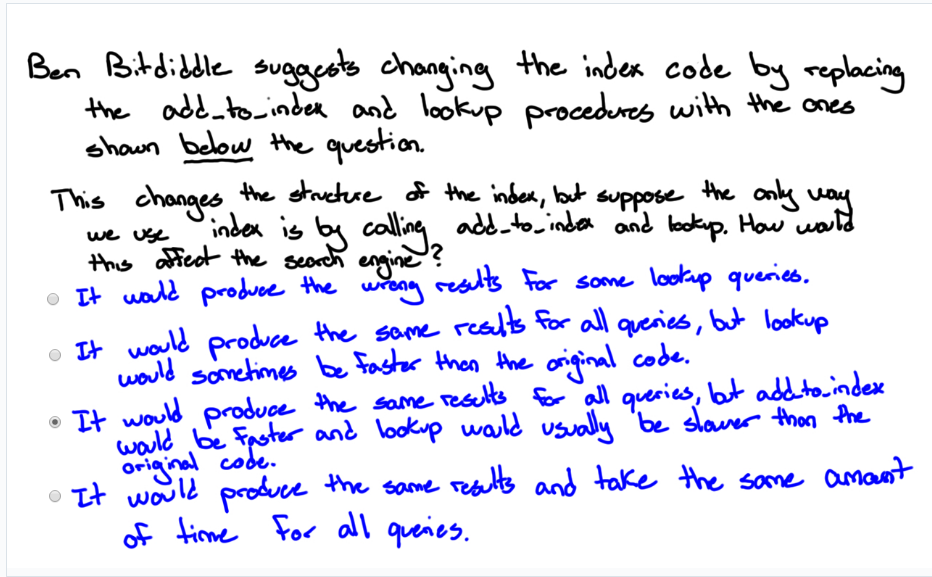 Ben Bitdiddle suggests changing the index code by replacing
the add_to_index and lookup procedures with the ones
shown below the question.
This changes the structure of the index, but suppose the only way
we use index is by calling add_to_index and lookup. How would
this affect the search engine?
It would produce the wrong results for some lookup queries.
It would produce the same results for all queries, but lookup
would sometimes be faster than the original code.
It would produce the same results for all queries, but add_to_index
would be faster and lookup would usually be slower than the
original code.
It would produce the same results and take the same amount
of time for all queries.